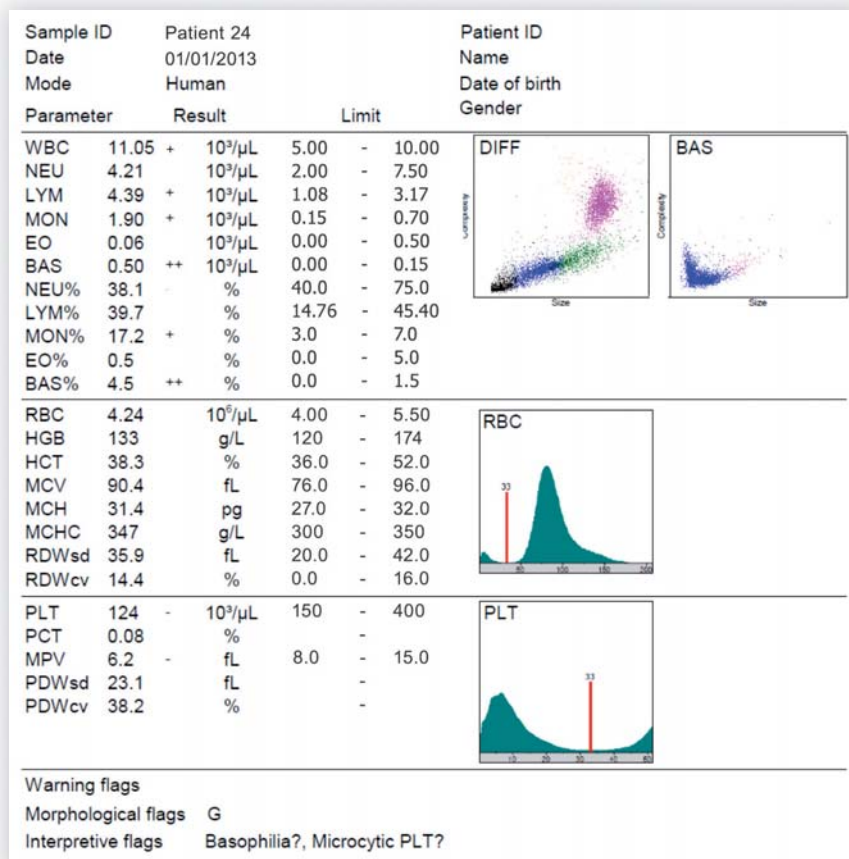 Sample ID Patient 24 Patient ID
Date 01/01/2013 Name
Mode Human Date of birth
Gender
Parameter Result Limit
WBC 11.05 + 10³/µL 5.00 - 10.00
NEU 4.21 10³/µL 2.00 - 7.50
LYM 4.39 + 10³/µL 1.08 - 3.17
MON 1.90 + 10³/µL 0.15 - 0.70
EO 0.06 10³/µL 0.00 - 0.50
BAS 0.50 ++ 10³/µL 0.00 - 0.15
NEU% 38.1 - % 40.0 - 75.0
LYM% 39.7 % 14.76 - 45.40
MON% 17.2 + % 3.0 - 7.0
EO% 0.5 % 0.0 - 5.0
BAS% 4.5 ++ % 0.0 - 1.5
DIFF
Complexity
Size
BAS
Complexity
Size
RBC 4.24 10⁶/µL 4.00 - 5.50
HGB 133 g/L 120 - 174
HCT 38.3 % 36.0 - 52.0
MCV 90.4 fL 76.0 - 96.0
MCH 31.4 pg 27.0 - 32.0
MCHC 347 g/L 300 - 350
RDWsd 35.9 fL 20.0 - 42.0
RDWcv 14.4 % 0.0 - 16.0
RBC
33
50 100 150 200
PLT 124 - 10³/µL 150 - 400
PCT 0.08 % -
MPV 6.2 - fL 8.0 - 15.0
PDWsd 23.1 fL -
PDWcv 38.2 % -
PLT
33
10 20 30 40 50
Warning flags
Morphological flags G
Interpretive flags Basophilia?, Microcytic PLT?